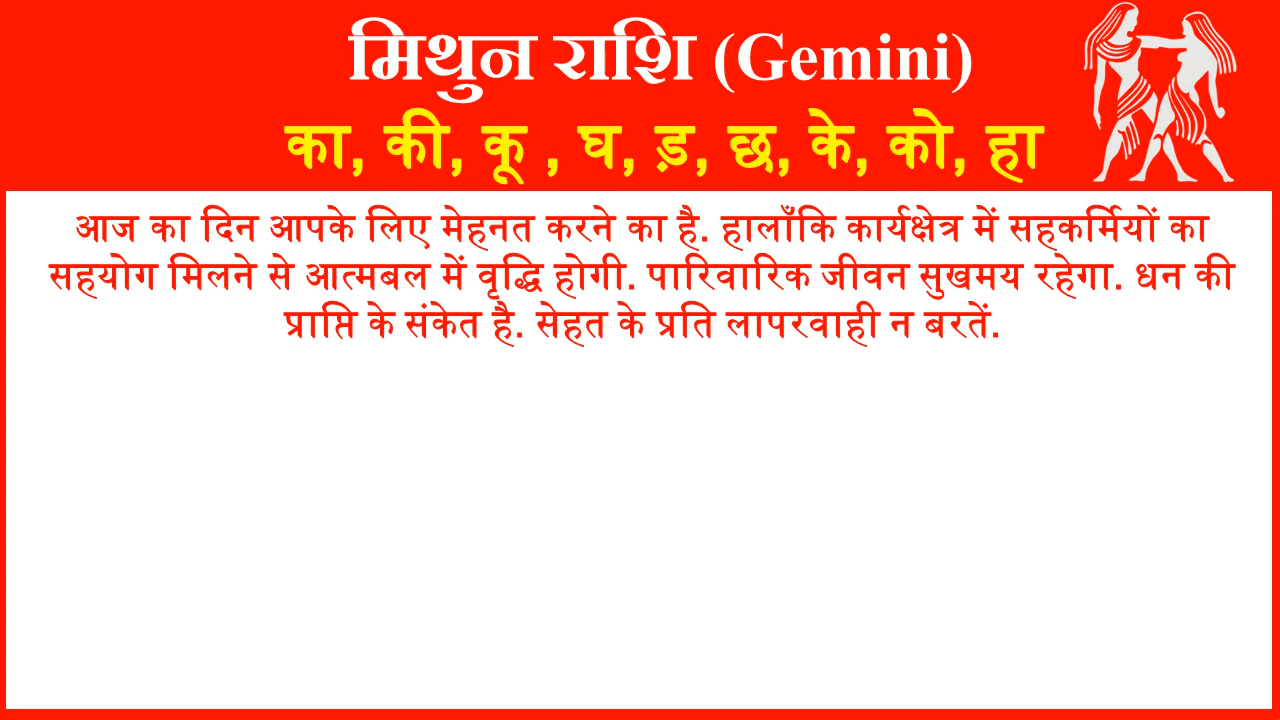 मिथुन राशि (Gemini)
का, की, कू , घ, ड़, छ, के, को, हा
आज का दिन आपके लिए मेहनत करने का है. हालाँकि कार्यक्षेत्र में सहकर्मियों का
सहयोग मिलने से आत्मबल में वृद्धि होगी. पारिवारिक जीवन सुखमय रहेगा. धन की
प्राप्ति के संकेत है. सेहत के प्रति लापरवाही न बरतें.